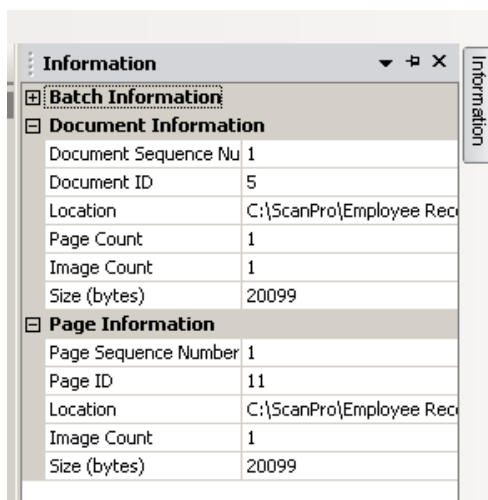 Information
Information
Batch Information
Document Information
Document Sequence Nu 1
Document ID 5
Location C:\ScanPro\Employee Rec
Page Count 1
Image Count 1
Size (bytes) 20099
Page Information
Page Sequence Number 1
Page ID 11
Location C:\ScanPro\Employee Rec
Image Count 1
Size (bytes) 20099